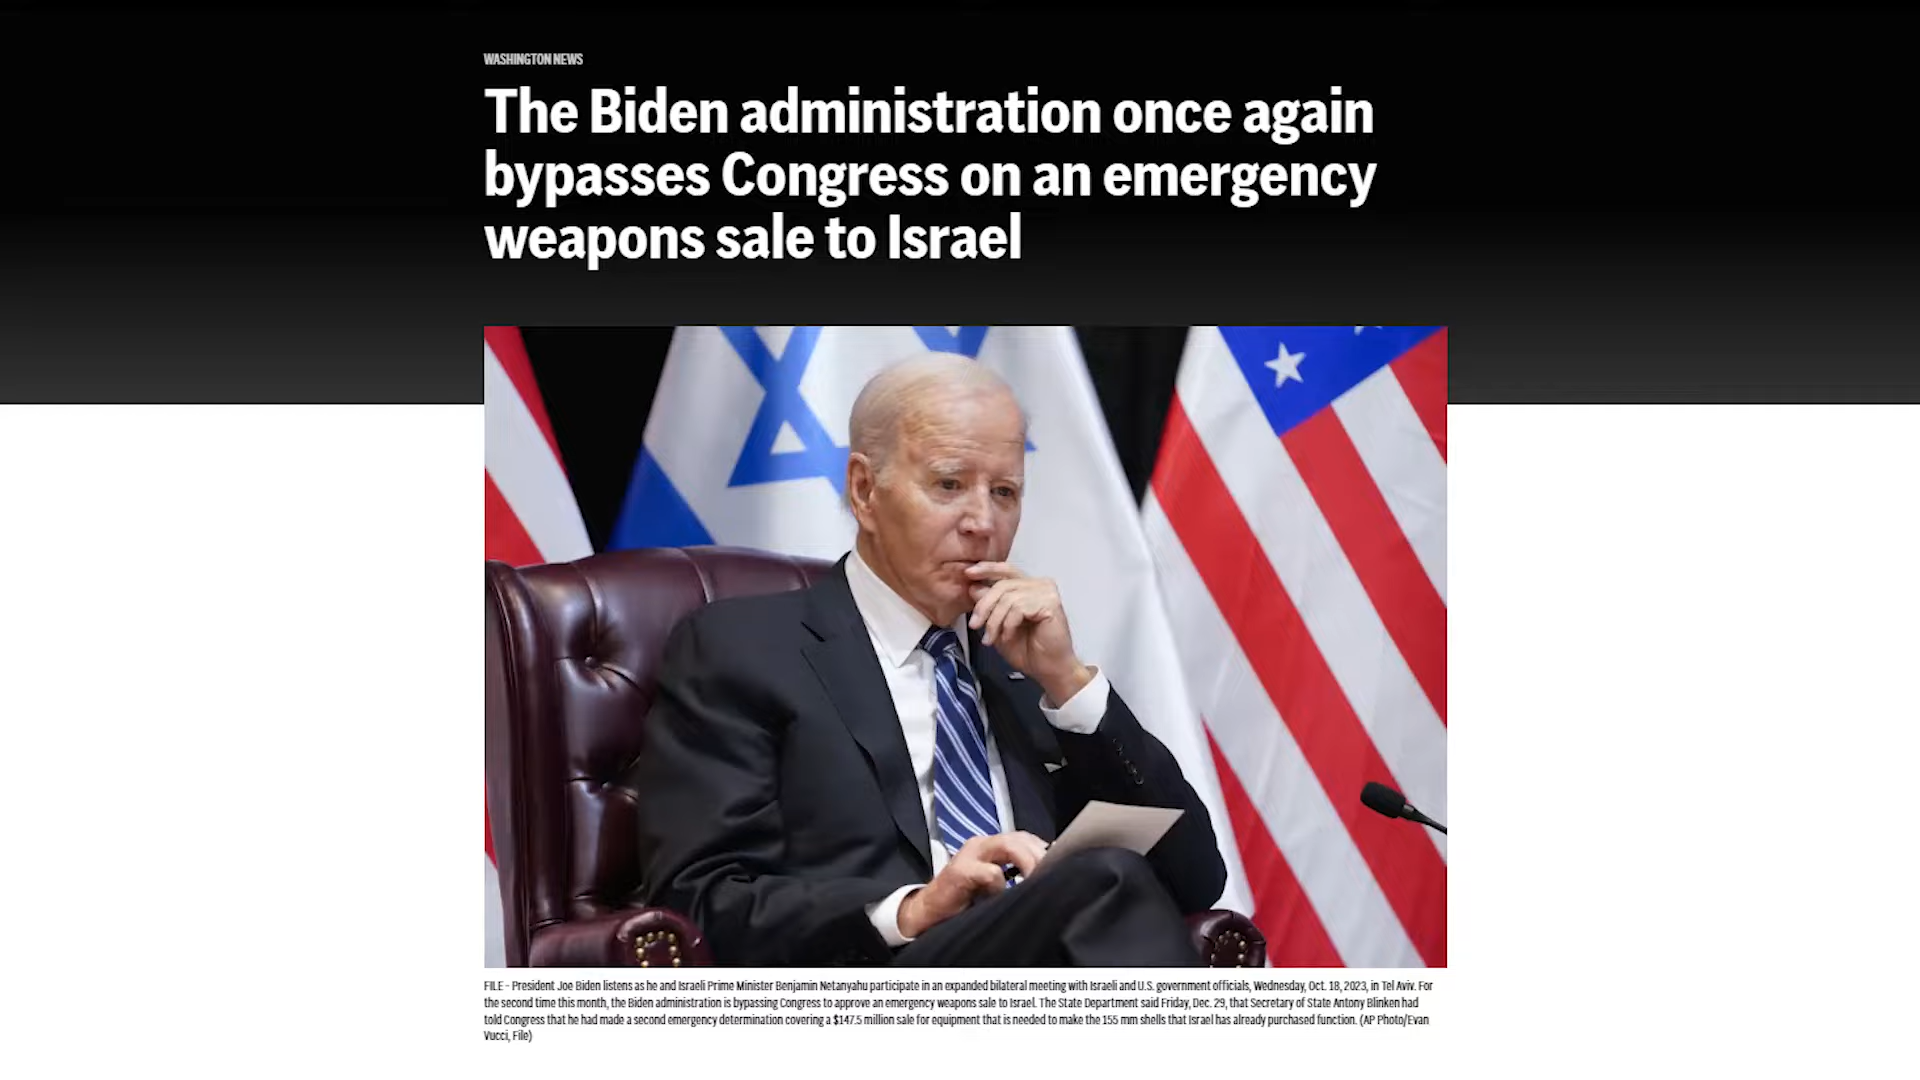 WASHINGTON NEWS
The Biden administration once again
bypasses Congress on an emergency
weapons sale to Israel
FILE - President Joe Biden listens as he and Israeli Prime Minister Benjamin Netanyahu participate in an expanded bilateral meeting with Israeli and U.S. government officials, Wednesday, Oct. 18, 2023, in Tel Aviv. For
the second time this month, the Biden administration is bypassing Congress to approve an emergency weapons sale to Israel. The State Department said Friday, Dec. 29, that Secretary of State Antony Blinken had
told Congress that he had made a second emergency determination covering a $147.5 million sale for equipment that is needed to make the 155 mm shells that Israel has already purchased function. (AP Photo/Evan
Vucci, File)